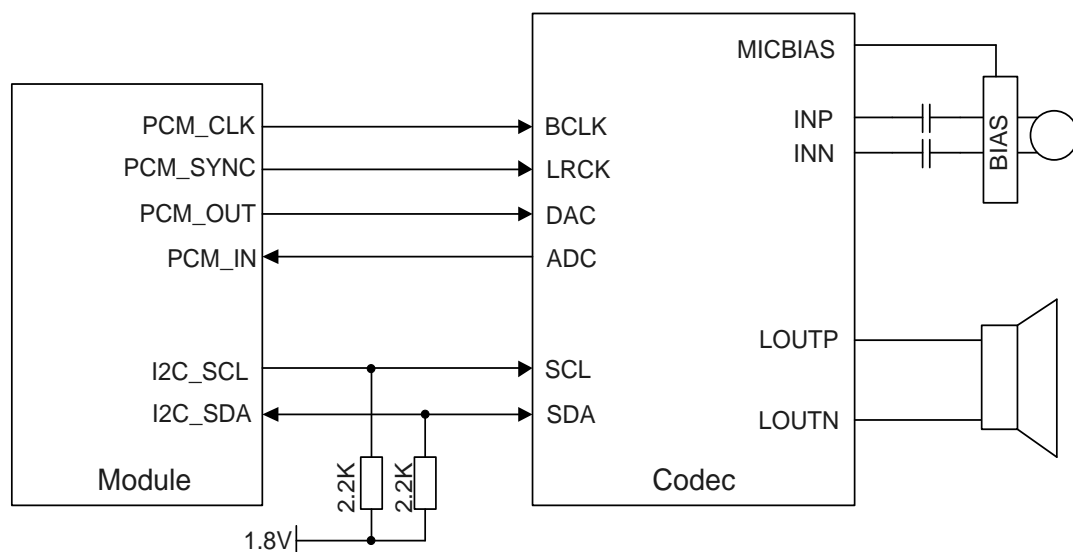 MICBIAS
PCM_CLK
BCLK
INP
PCM_SYNC
LRCK
INN
BIAS
PCM_OUT
DAC
PCM_IN
ADC
LOUTP
I2C_SCL
SCL
I2C_SDA
SDA
LOUTN
Module
2.2K
2.2K
Codec
1.8V